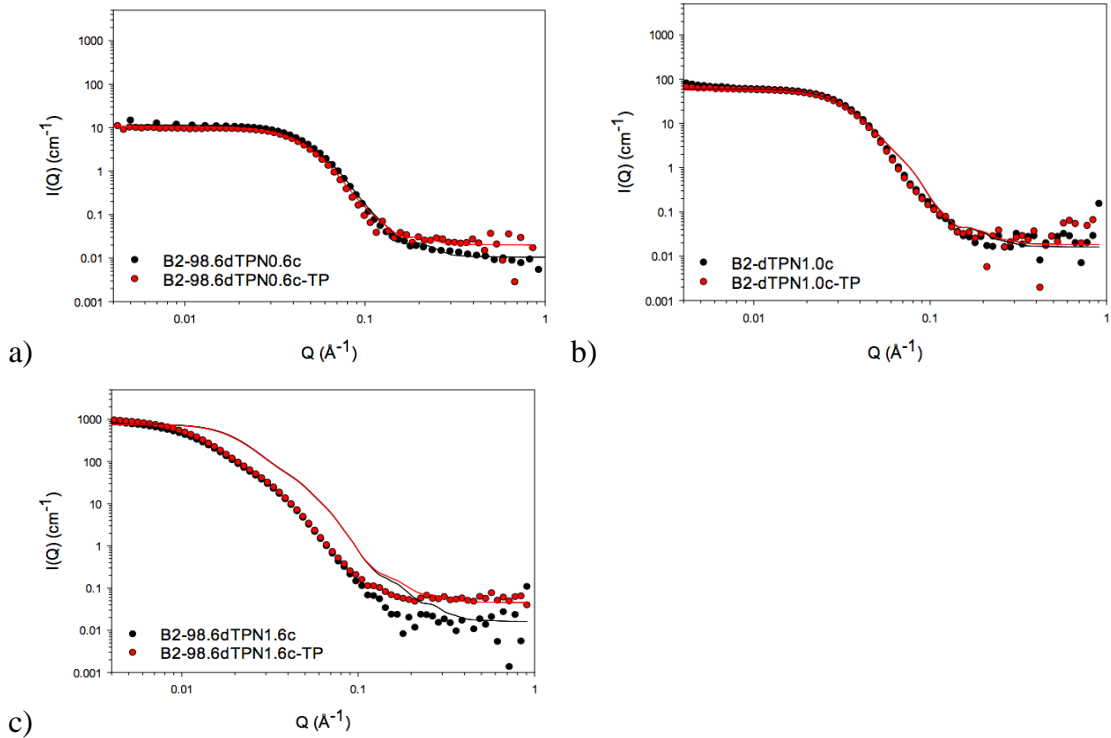 1000
100
10
1
0.1
0.01
0.001
I(Q) (cm⁻¹)
B2-98.6dTPN0.6c
B2-98.6dTPN0.6c-TP
0.01 0.1 1
Q (Å⁻¹)
a)
1000
100
10
1
0.1
0.01
0.001
I(Q) (cm⁻¹)
B2-dTPN1.0c
B2-dTPN1.0c-TP
0.01 0.1 1
Q (Å⁻¹)
b)
1000
100
10
1
0.1
0.01
0.001
I(Q) (cm⁻¹)
B2-98.6dTPN1.6c
B2-98.6dTPN1.6c-TP
0.01 0.1 1
Q (Å⁻¹)
c)